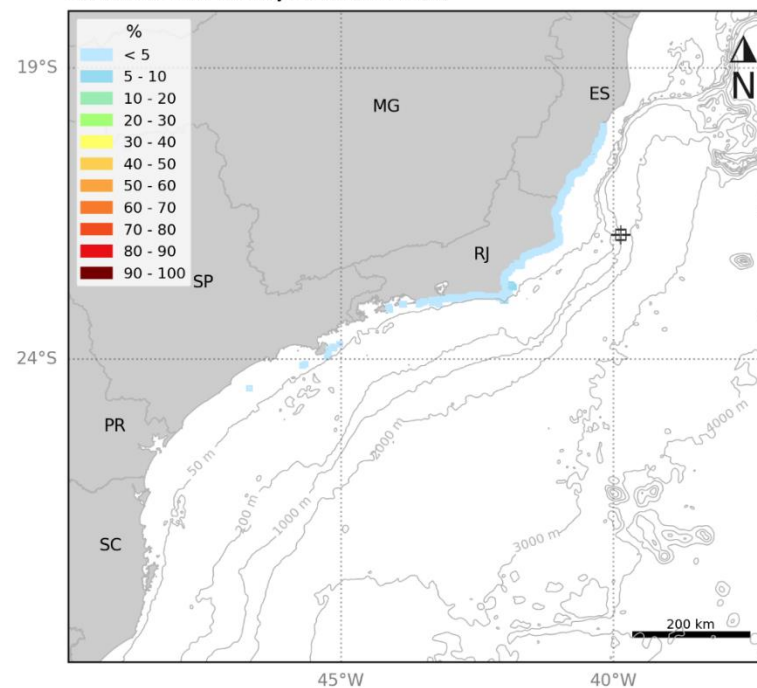 %
< 5
5 - 10
10 - 20
20 - 30
30 - 40
40 - 50
50 - 60
60 - 70
70 - 80
80 - 90
90 - 100
19°S
MG
ES
N
RJ
SP
24°S
PR
50 m
200 m
1000 m
2000 m
4000 m
3000 m
SC
200 km
45°W
40°W